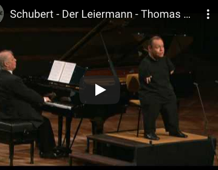 Schubert - Der Leiermann - Thomas ...